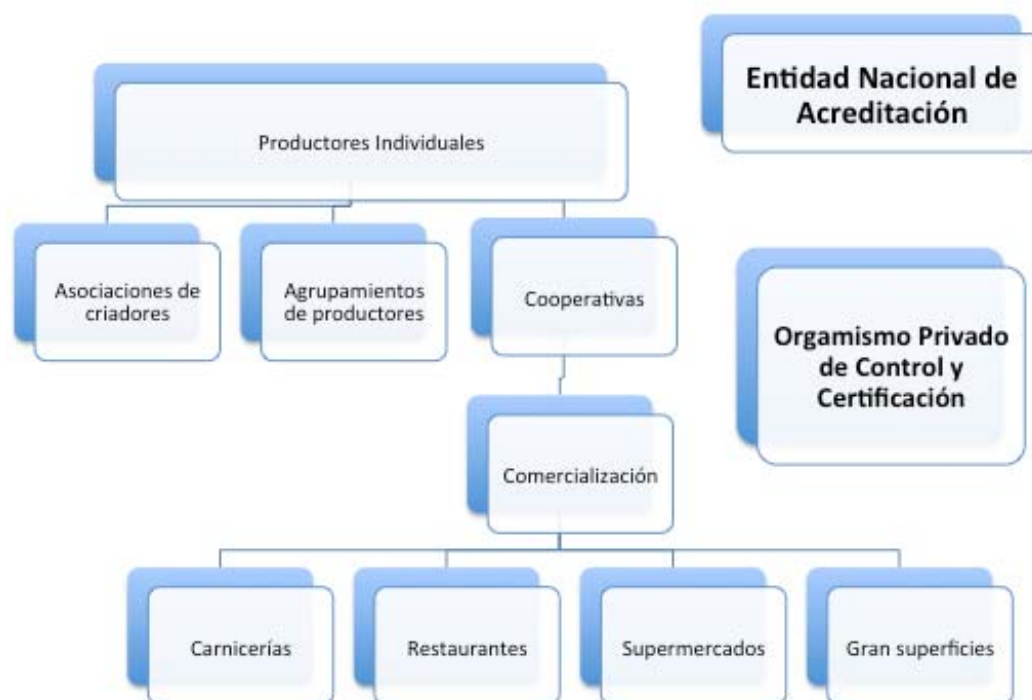 Entidad Nacional de
Acreditación
Productores Individuales
Asociaciones de
criadores
Agrupamientos
de productores
Cooperativas
Orgamismo Privado
de Control y
Certificación
Comercialización
Carnicerías
Restaurantes
Supermercados
Gran superficies